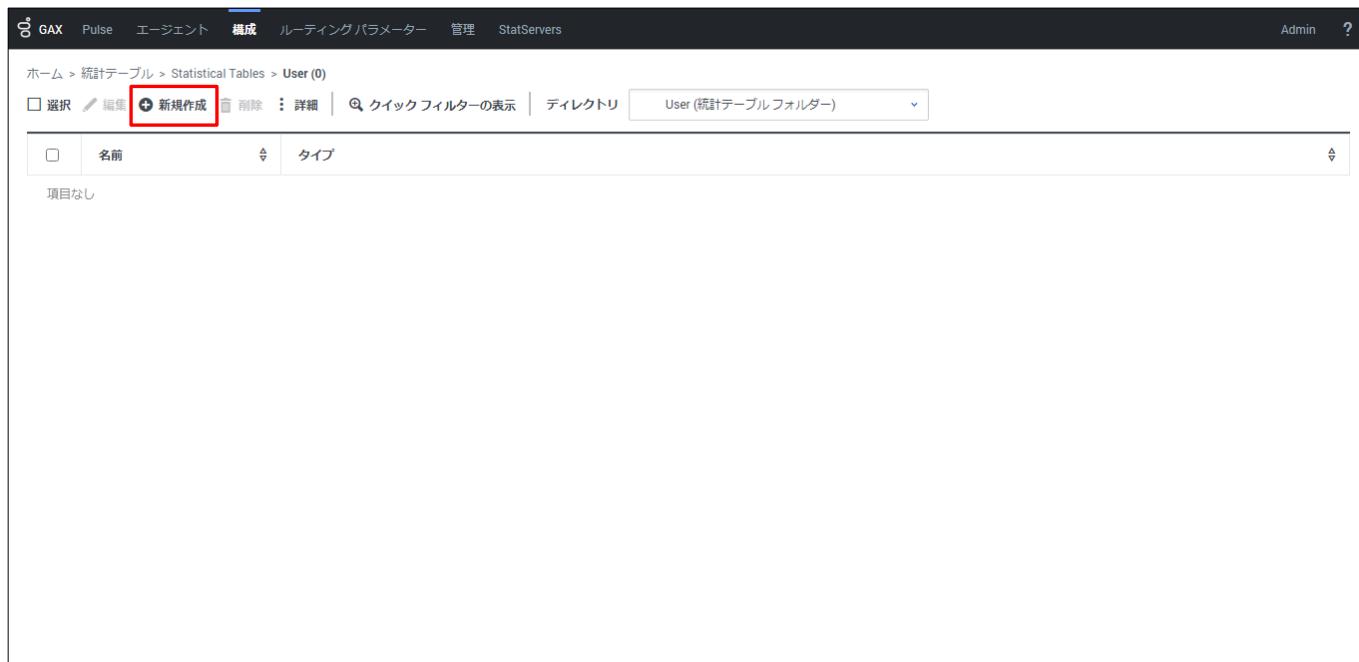 GAX Pulse エージェント 構成 ルーティング パラメーター 管理 StatServers Admin ?
ホーム > 統計テーブル > Statistical Tables > User (0)
選択 編集 新規作成 削除 詳細 クイック フィルターの表示 ディレクトリ User (統計テーブル フォルダー)
名前 タイプ
項目なし